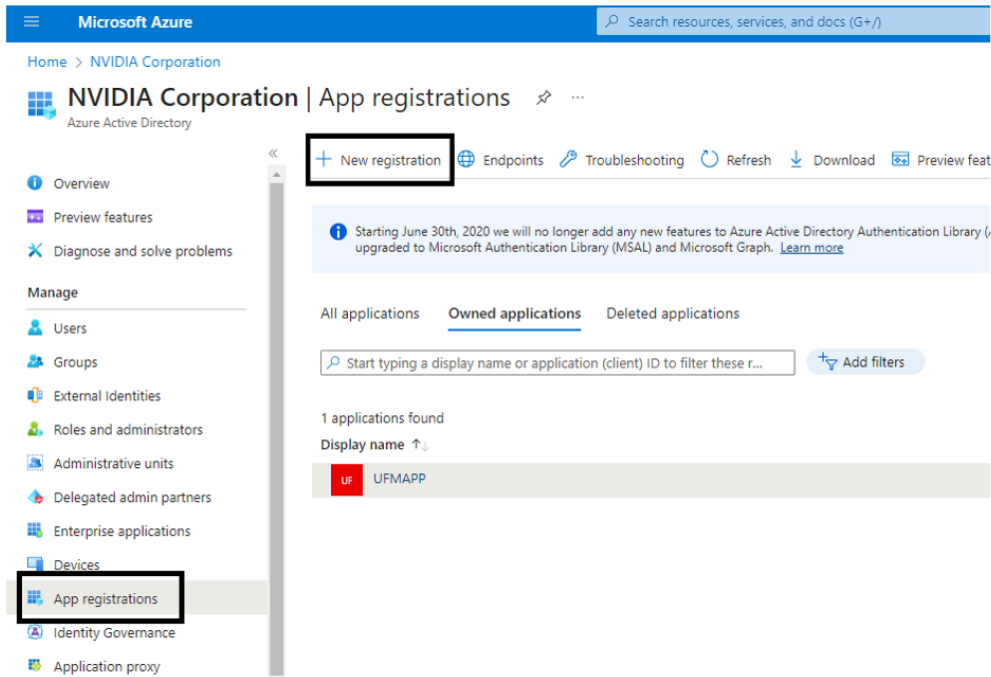 Microsoft Azure
Search resources, services, and docs (G+/)
Home > NVIDIA Corporation
NVIDIA Corporation | App registrations
Azure Active Directory
New registration
Endpoints
Troubleshooting
Refresh
Download
Preview feat
Overview
Preview features
Diagnose and solve problems
Manage
Users
Groups
External Identities
Roles and administrators
Administrative units
Delegated admin partners
Enterprise applications
Devices
App registrations
Identity Governance
Application proxy
Starting June 30th, 2020 we will no longer add any new features to Azure Active Directory Authentication Library (
upgraded to Microsoft Authentication Library (MSAL) and Microsoft Graph. Learn more
All applications
Owned applications
Deleted applications
Start typing a display name or application (client) ID to filter these r...
Add filters
1 applications found
Display name ↑↓
UF
UFMAPP